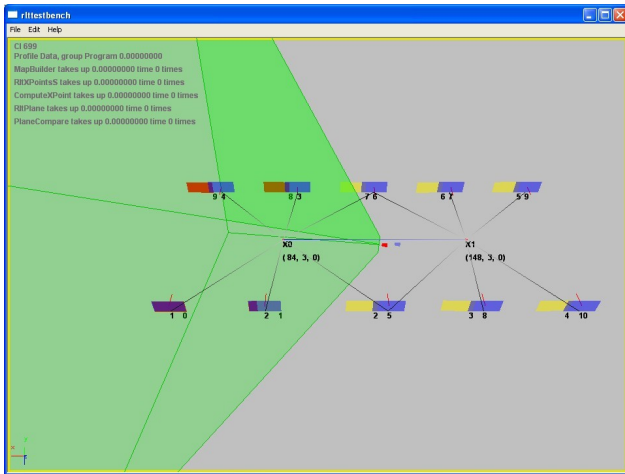 rlttestbench
File Edit Help
CI 699
Profile Data, group Program 0.00000000
MapBuilder takes up 0.00000000 time 0 times
RltXPointsS takes up 0.00000000 time 0 times
ComputeXPoint takes up 0.00000000 time 0 times
RltPlane takes up 0.00000000 time 0 times
PlaneCompare takes up 0.00000000 time 0 times
9 4 8 3 7 6 6 7 5 9
X0 X1
(84, 3, 0) (148, 3, 0)
1 0 2 1 2 5 3 8 4 10